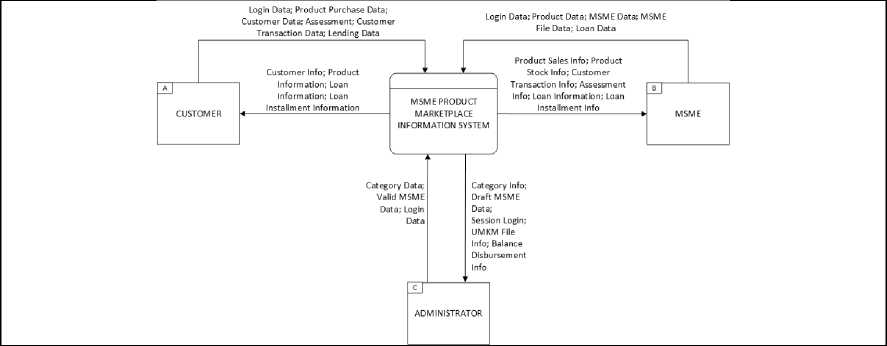 Login Data; Product Purchase Data;
Customer Data; Assessment; Customer
Transaction Data; Lending Data
Login Data; Product Data; MSME Data; MSME
File Data; Loan Data
A
CUSTOMER
Customer Info; Product
Information; Loan
Information; Loan
Installment Information
MSME PRODUCT
MARKETPLACE
INFORMATION SYSTEM
Product Sales Info; Product
Stock Info; Customer
Transaction Info; Assessment
Info; Loan Information; Loan
Installment Info
B
MSME
Category Data;
Valid MSME
Data; Login
Data
Category Info;
Draft MSME
Data;
Session Login;
UMKM File
Info; Balance
Disbursement
Info
C
ADMINISTRATOR